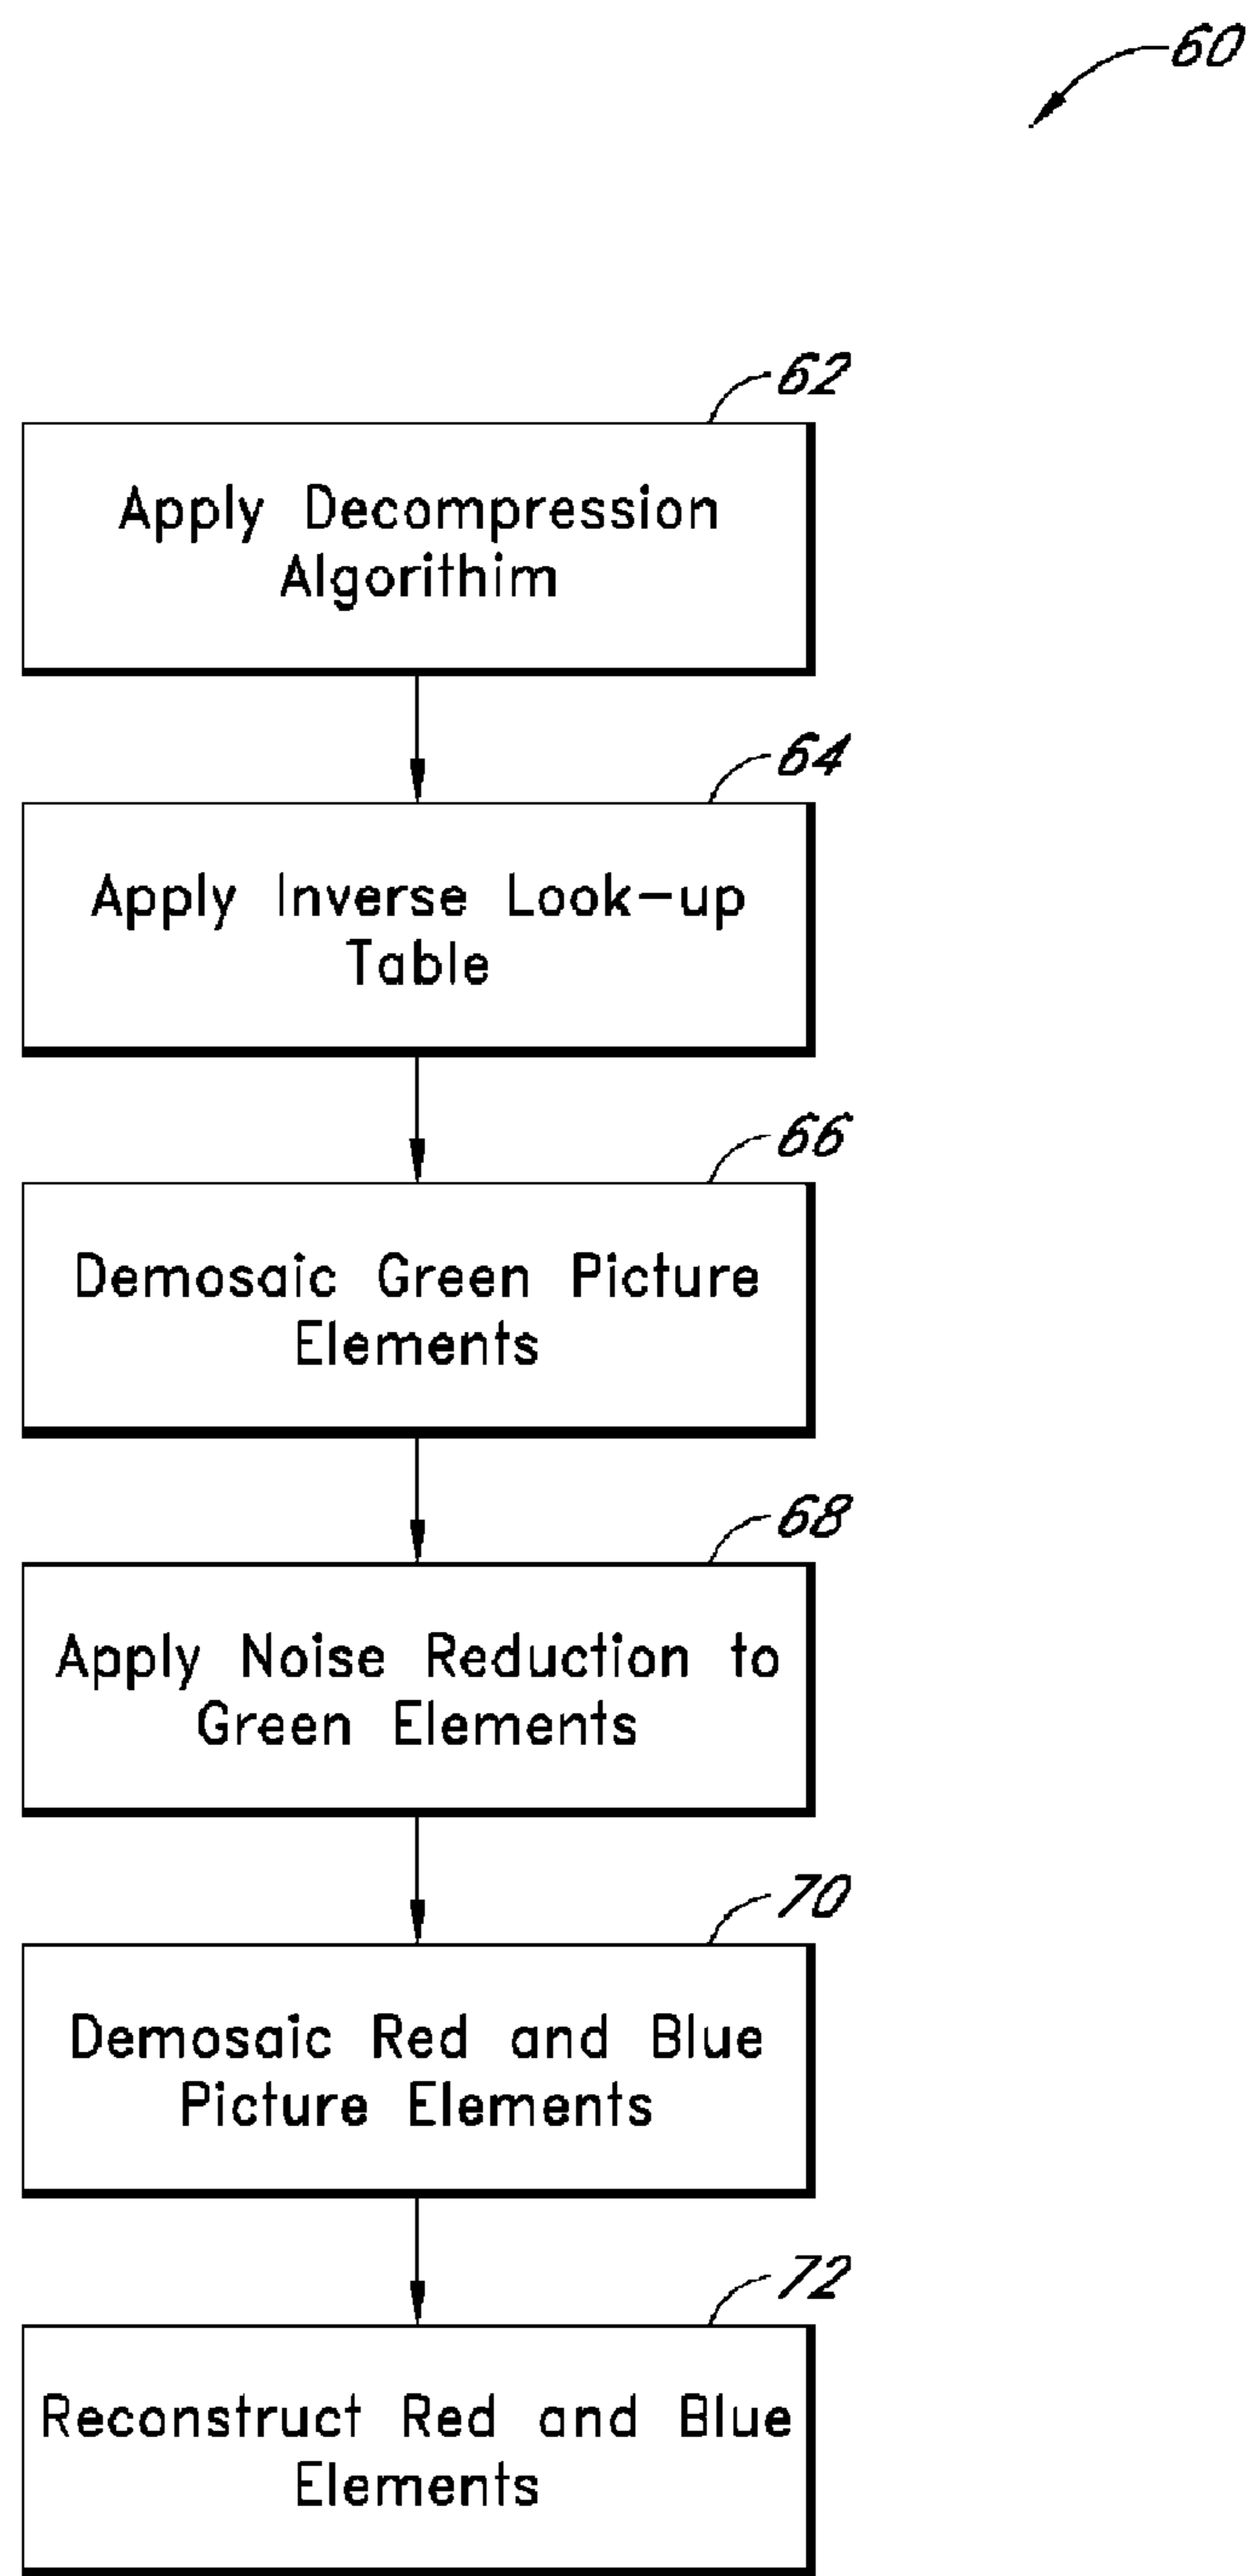 60
62
Apply Decompression
Algorithim
64
Apply Inverse Look-up
Table
66
Demosaic Green Picture
Elements
68
Apply Noise Reduction to
Green Elements
70
Demosaic Red and Blue
Picture Elements
72
Reconstruct Red and Blue
Elements